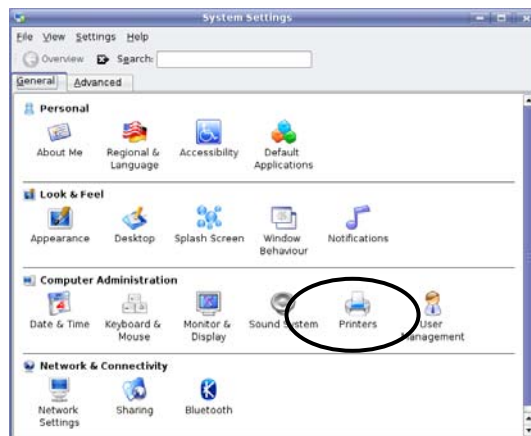 System Settings
File View Settings Help
Overview Search:
General Advanced
Personal
About Me Regional & Language Accessibility Default Applications
Look & Feel
Appearance Desktop Splash Screen Window Behaviour Notifications
Computer Administration
Date & Time Keyboard & Mouse Monitor & Display Sound System Printers User Management
Network & Connectivity
Network Settings Sharing Bluetooth